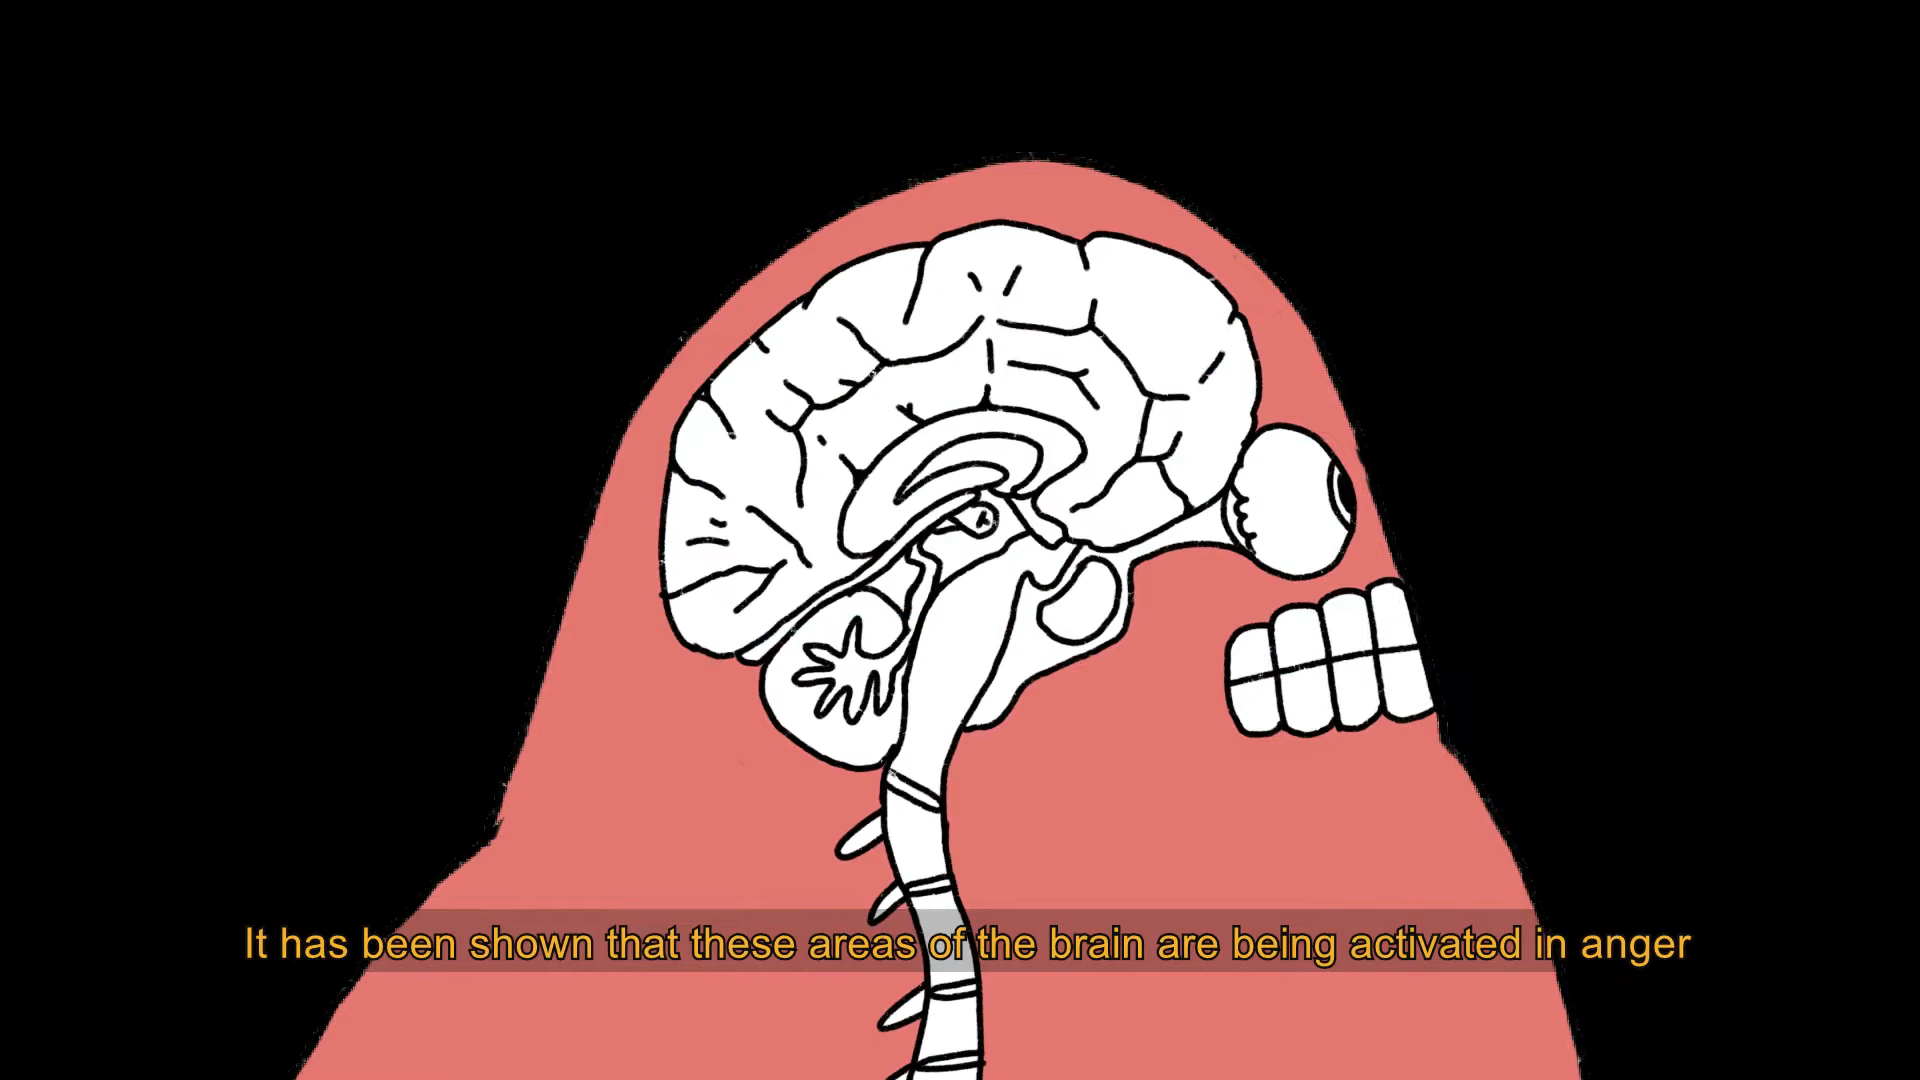 It has been shown that these areas of the brain are being activated in anger